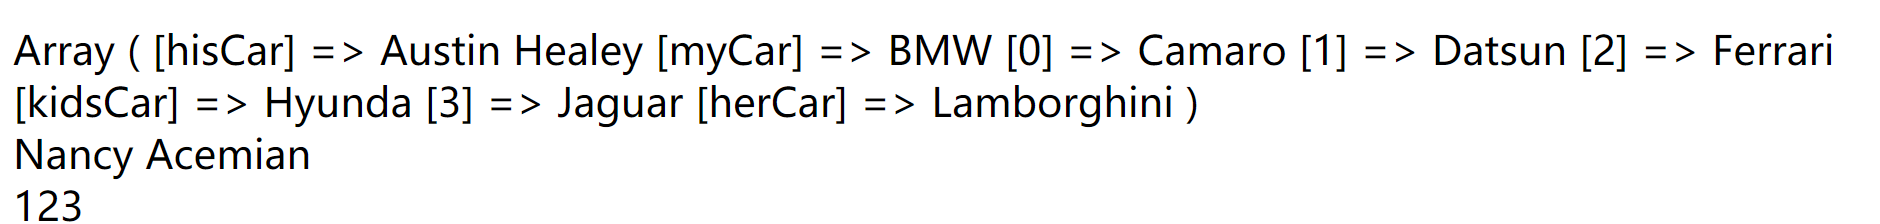 Array ( [hisCar] => Austin Healey [myCar] => BMW [0] => Camaro [1] => Datsun [2] => Ferrari
[kidsCar] => Hyunda [3] => Jaguar [herCar] => Lamborghini )
Nancy Acemian
123